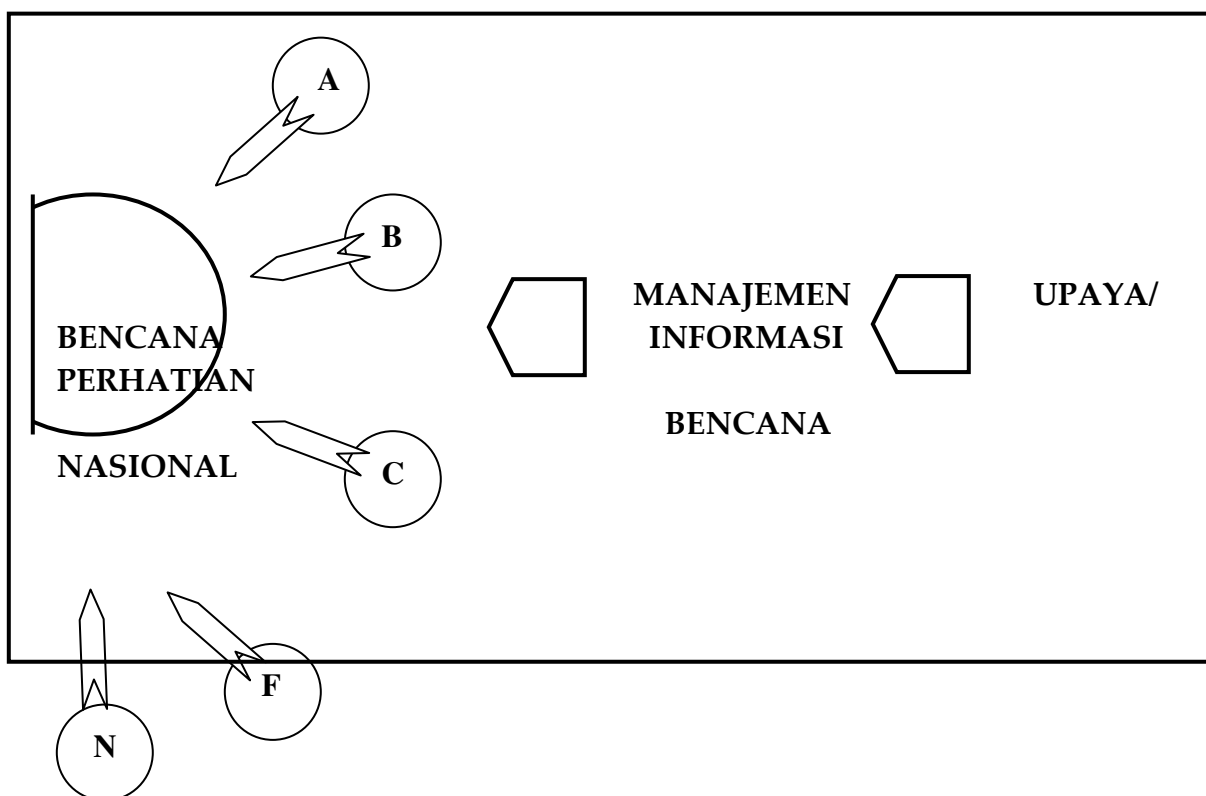 A
B
BENCANA
PERHATIAN
NASIONAL
C
F
N
MANAJEMEN
INFORMASI
BENCANA
UPAYA/